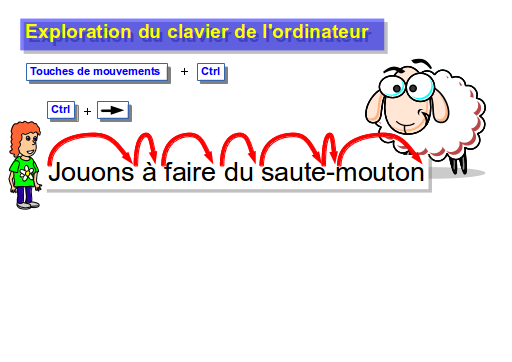 Exploration du clavier de l'ordinateur
Touches de mouvements + Ctrl
Ctrl +
Jouons à faire du saute-mouton